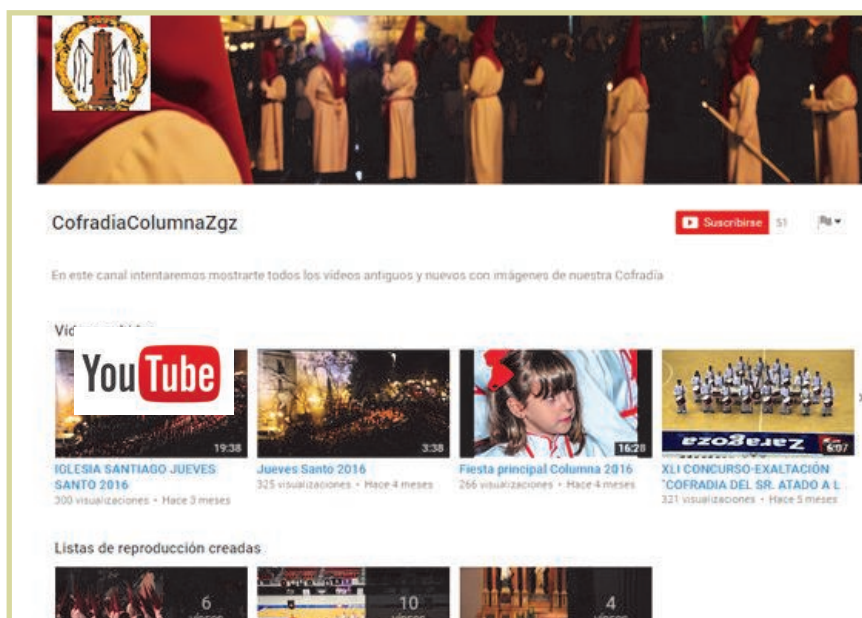 CofradiaColumnaZgz
Suscribirse 51
En este canal intentaremos mostrarte todos los videos antiguos y nuevos con imágenes de nuestra Cofradía
YouTube
19:38
3:38
16:28
Zaragoza
6:07
IGLESIA SANTIAGO JUEVES
SANTO 2016
300 visualizaciones • Hace 3 meses
Jueves Santo 2016
325 visualizaciones • Hace 4 meses
Fiesta principal Columna 2016
266 visualizaciones • Hace 4 meses
XLI CONCURSO-EXALTACIÓN
"COFRADIA DEL SR. ATADO A L
321 visualizaciones • Hace 5 meses
Listas de reproducción creadas
6
VÍDEOS
10
VÍDEOS
4
VÍDEOS